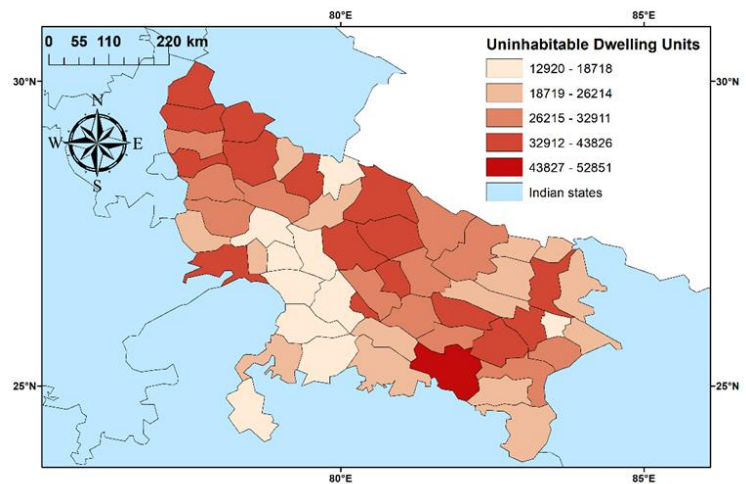 80°E 85°E
0 55 110 220 km
30°N 30°N
N
W E
S
Uninhabitable Dwelling Units
12920 - 18718
18719 - 26214
26215 - 32911
32912 - 43826
43827 - 52851
Indian states
25°N 25°N
80°E 85°E